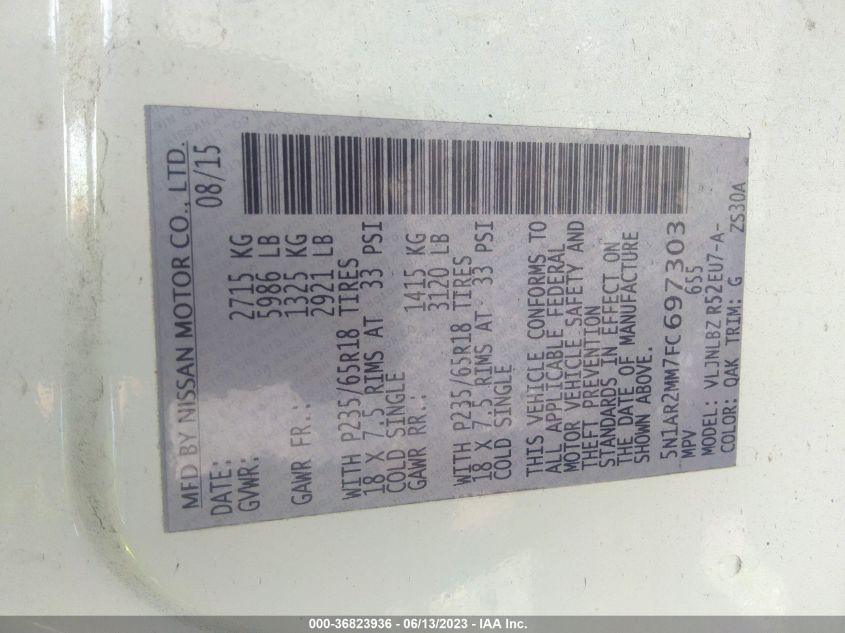 MFD BY NISSAN MOTOR CO., LTD.
DATE: 08/15
GVWR: 2715 KG
5986 LB
GAWR FR.: 1325 KG
2921 LB
WITH P235/65R18 TIRES
18 X 7.5 RIMS AT 33 PSI
COLD SINGLE
GAWR RR.: 1415 KG
3120 LB
WITH P235/65R18 TIRES
18 X 7.5 RIMS AT 33 PSI
COLD SINGLE
THIS VEHICLE CONFORMS TO
ALL APPLICABLE FEDERAL
MOTOR VEHICLE SAFETY AND
THEFT PREVENTION
STANDARDS IN EFFECT ON
THE DATE OF MANUFACTURE
SHOWN ABOVE.
5N1AR2MM7FC697303
MPV 655
MODEL: VLJNLBZ R52EU7-A-
COLOR: QAK TRIM: G ZS30A
000-36823936 - 06/13/2023 - IAA Inc.